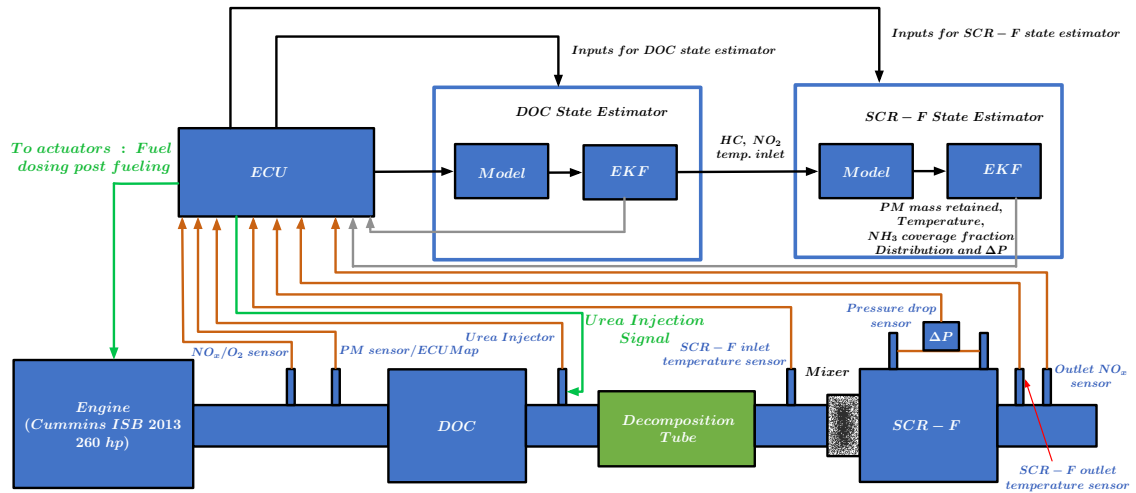 Inputs for DOC state estimator
Inputs for SCR-F state estimator
DOC State Estimator
SCR-F State Estimator
To actuators : Fuel
dosing post fueling
ECU
Model
EKF
HC, NO₂
temp. inlet
Model
EKF
PM mass retained,
Temperature,
NH₃ coverage fraction
Distribution and ΔP
Pressure drop
sensor
ΔP
Urea Injector
Urea Injection
Signal
NOₓ/O₂ sensor
PM sensor/ECUMap
SCR-F inlet
temperature sensor
Mixer
Outlet NOₓ
sensor
Engine
(Cummins ISB 2013
260 hp)
DOC
Decomposition
Tube
SCR-F
SCR-F outlet
temperature sensor